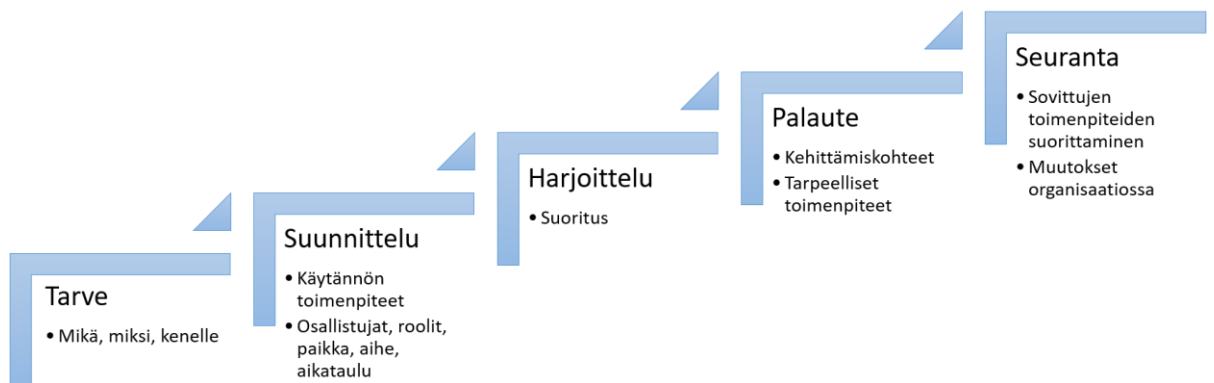 Tarve
• Mikä, miksi, kenelle
Suunnittelu
• Käytännön
toimenpiteet
• Osallistujat, roolit,
paikka, aihe,
aikataulu
Harjoittelu
• Suoritus
Palaute
• Kehittämiskohteet
• Tarpeelliset
toimenpiteet
Seuranta
• Sovittujen
toimenpiteiden
suorittaminen
• Muutokset
organisaatiossa